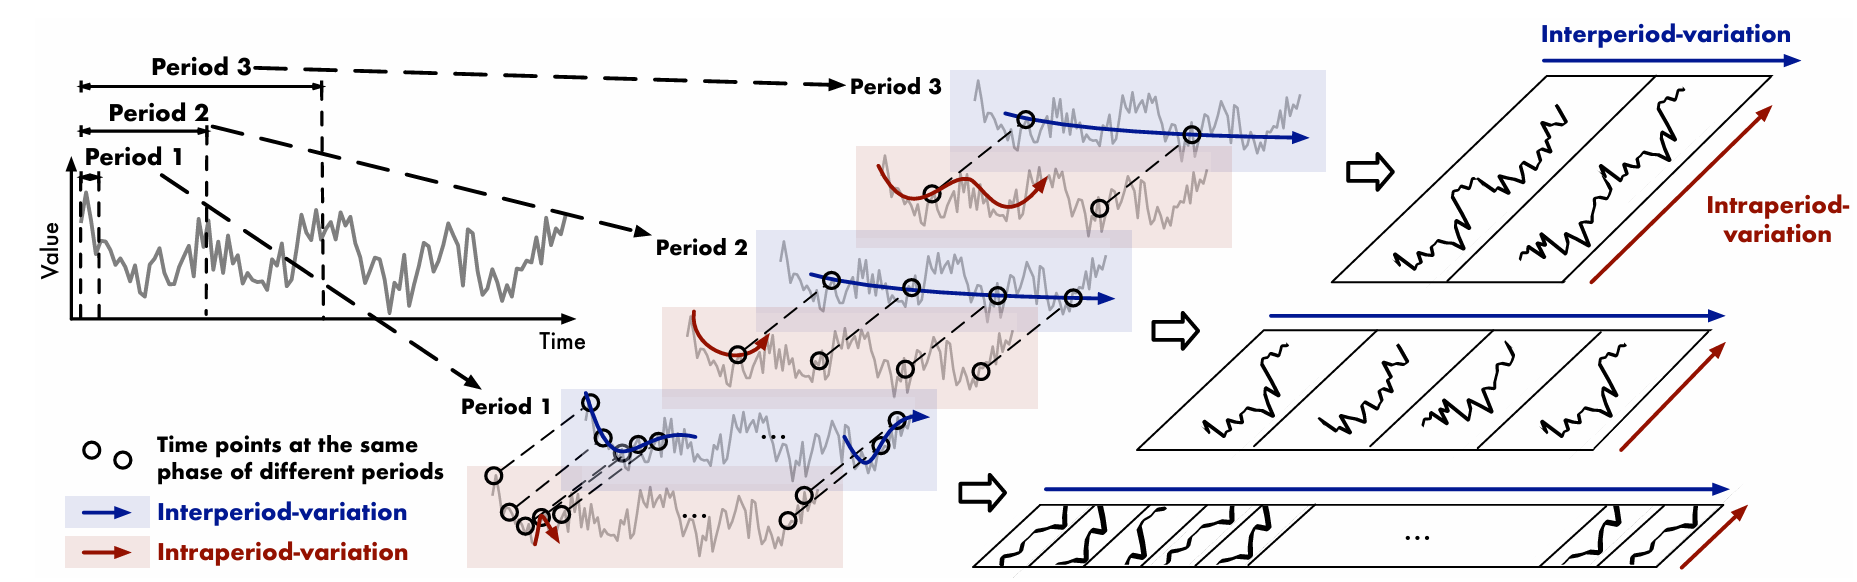 Period 3
Period 2
Period 1
Value
Time
Time points at the same
phase of different periods
Interperiod-variation
Intraperiod-variation
Period 3
Period 2
Period 1
...
...
Interperiod-variation
Intraperiod-
variation
...